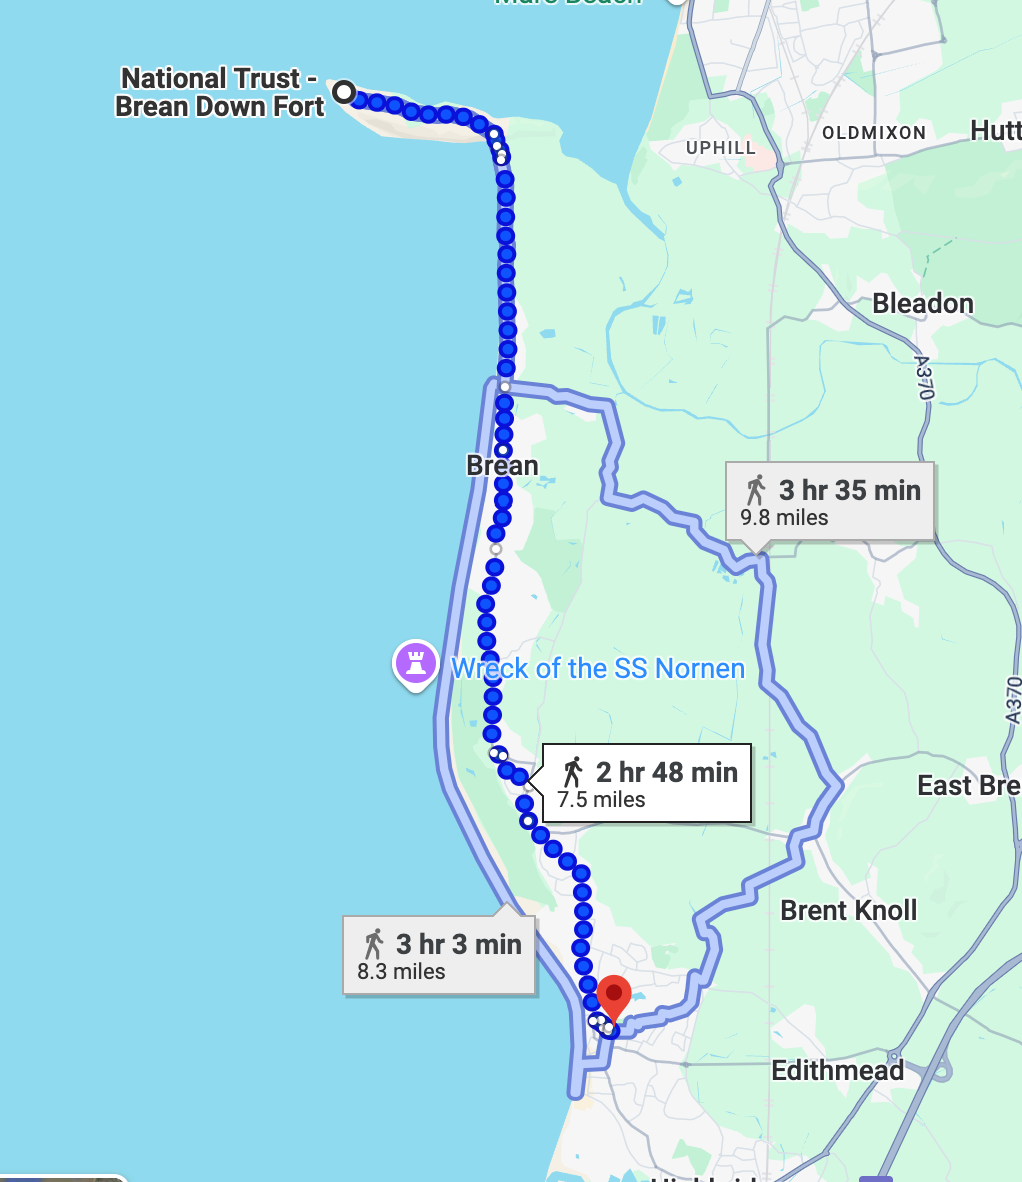 National Trust -
Brean Down Fort
UPHILL
OLDMIXON
Bleadon
A370
Brean
3 hr 35 min
9.8 miles
Wreck of the SS Nornen
A370
2 hr 48 min
7.5 miles
East Bre
Brent Knoll
3 hr 3 min
8.3 miles
Edithmead